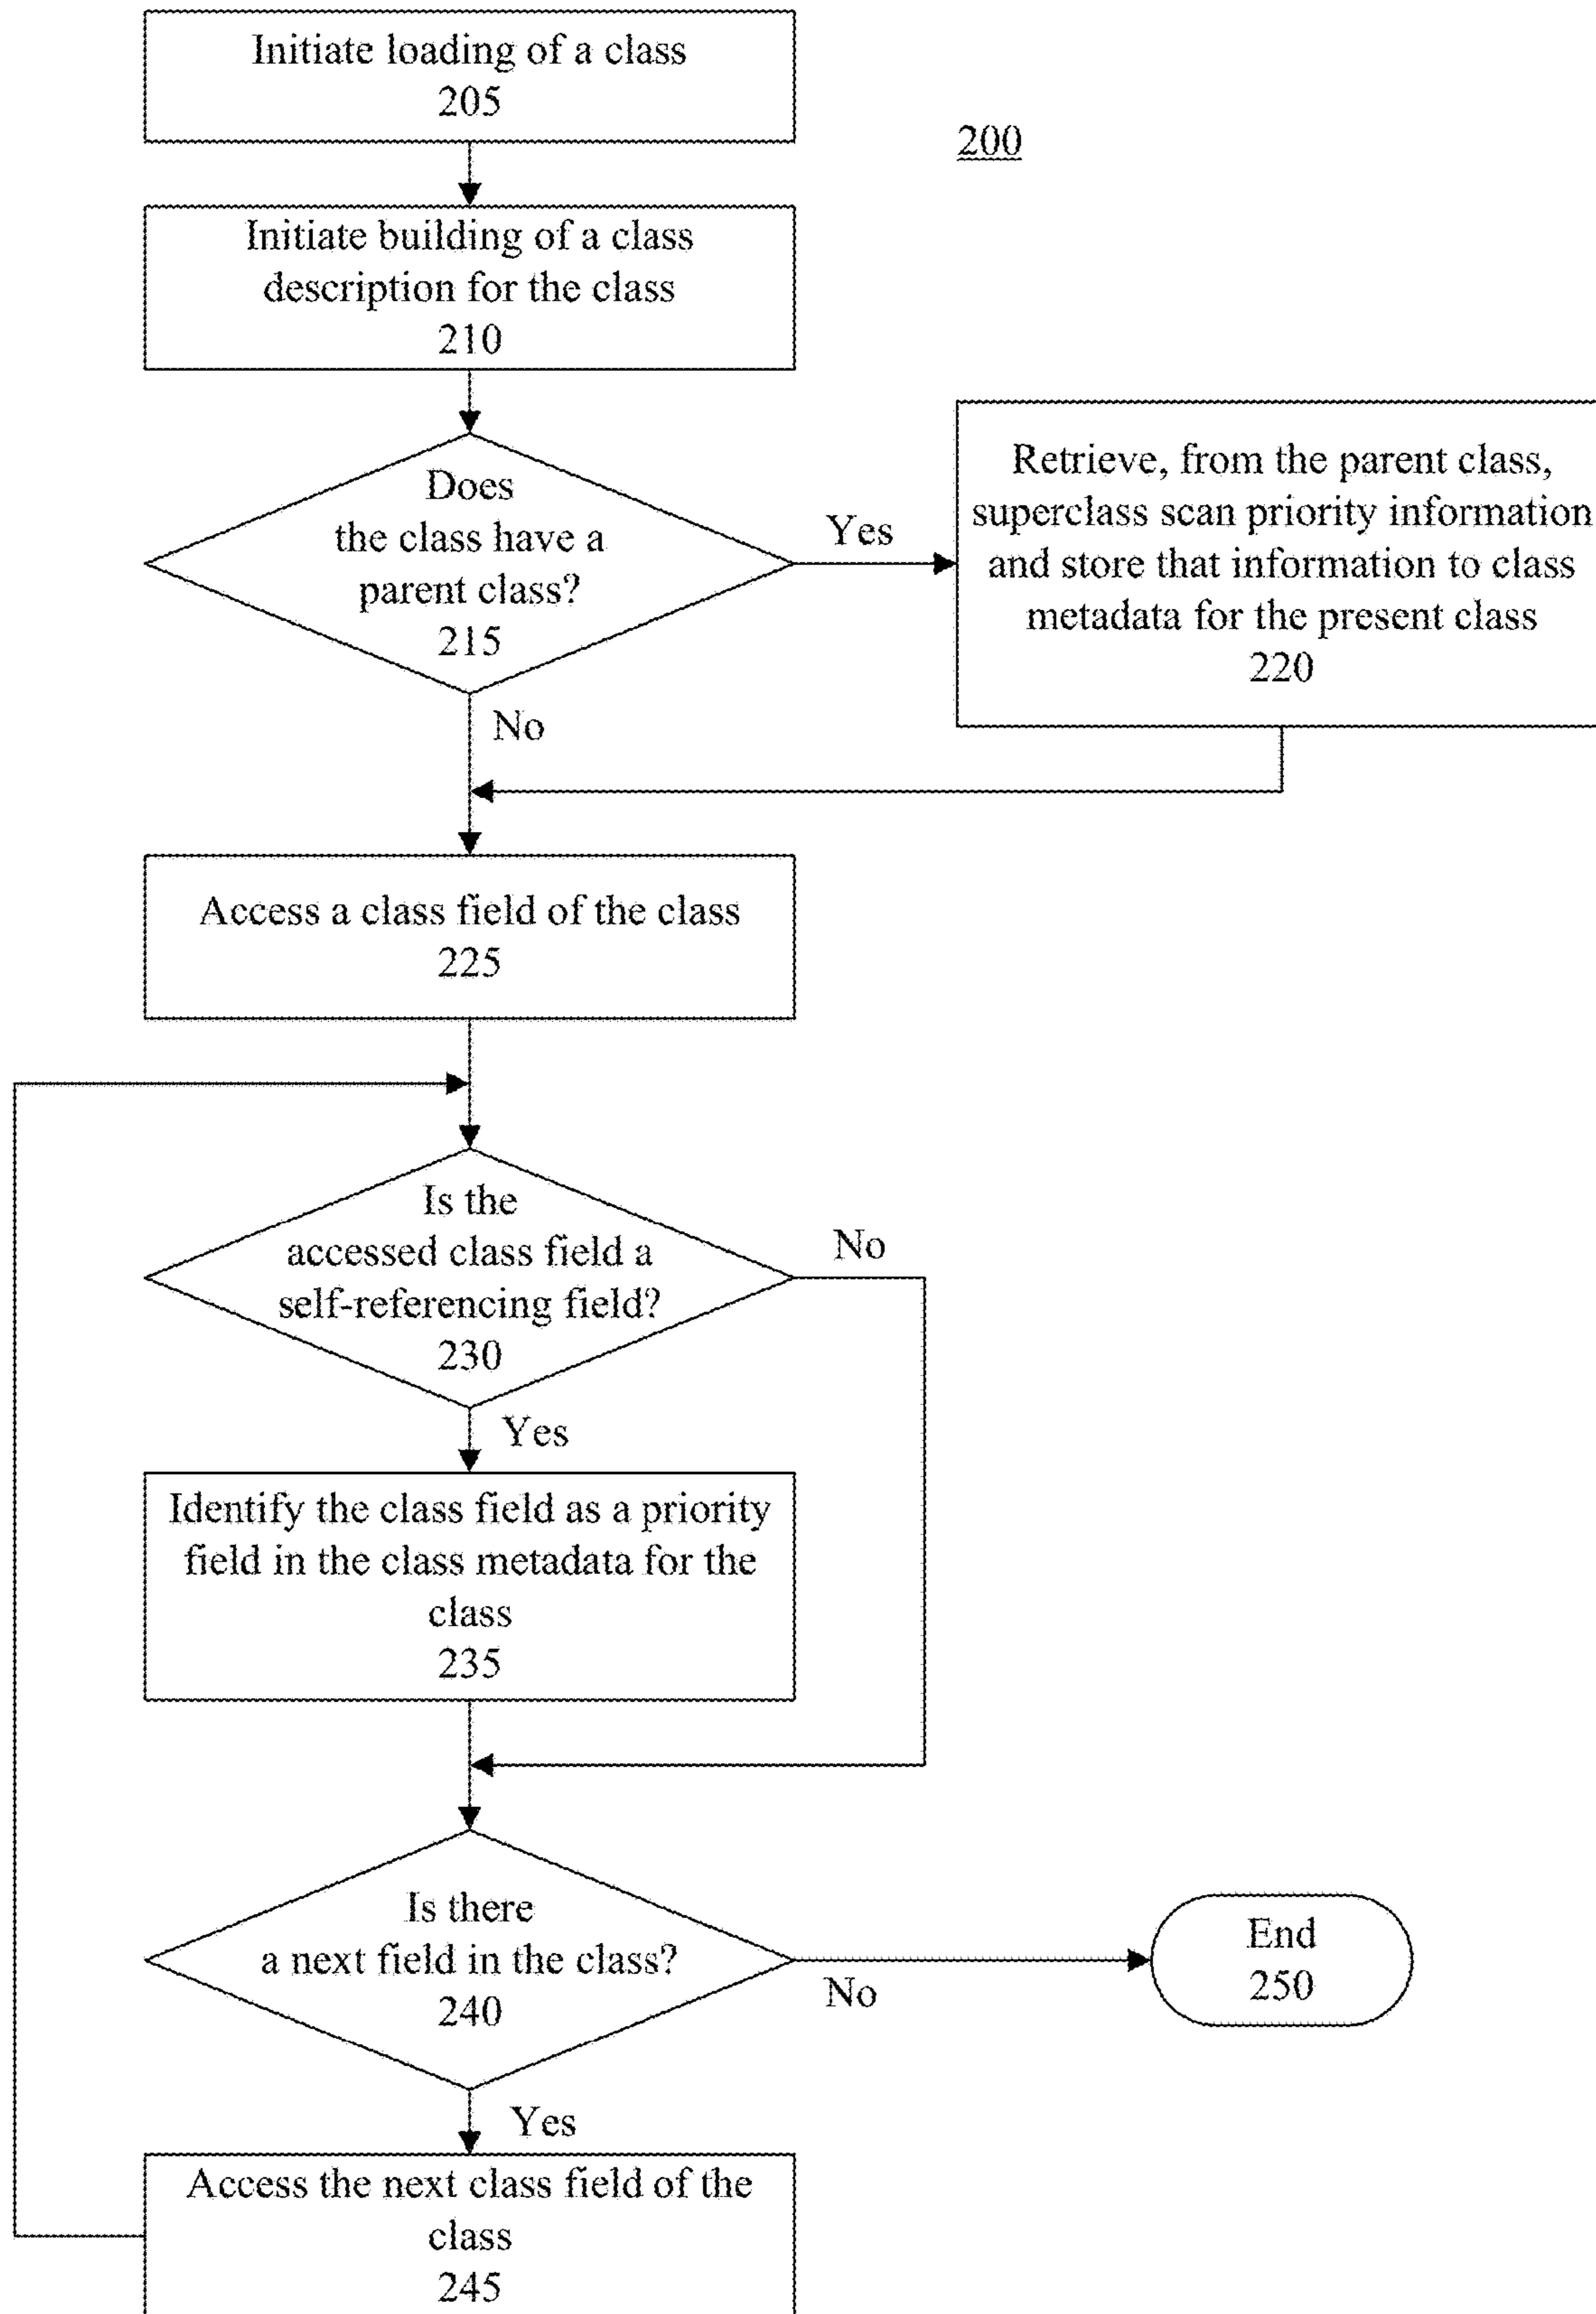 Initiate loading of a class
205
200
Initiate building of a class
description for the class
210
Does
the class have a
parent class?
215
Yes
Retrieve, from the parent class,
superclass scan priority information
and store that information to class
metadata for the present class
220
No
Access a class field of the class
225
Is the
accessed class field a
self-referencing field?
230
No
Yes
Identify the class field as a priority
field in the class metadata for the
class
235
Is there
a next field in the class?
240
No
End
250
Yes
Access the next class field of the
class
245